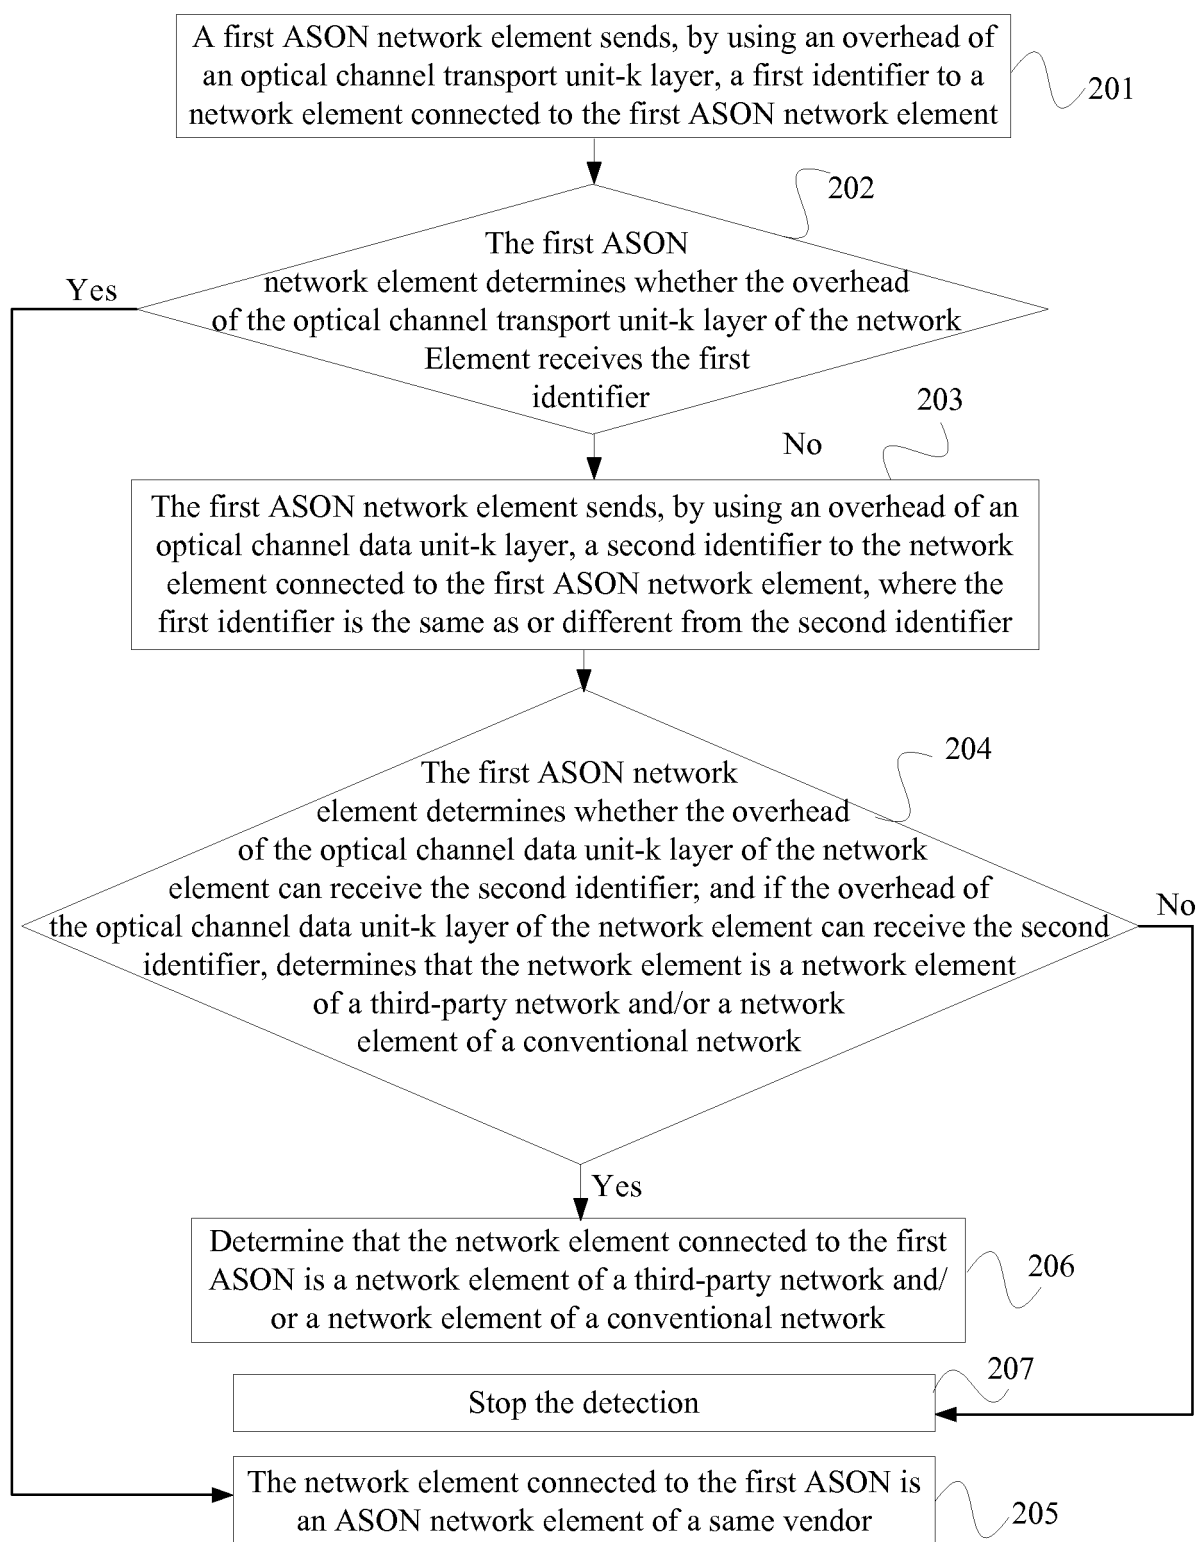 A first ASON network element sends, by using an overhead of
an optical channel transport unit-k layer, a first identifier to a
network element connected to the first ASON network element
201
202
The first ASON
network element determines whether the overhead
of the optical channel transport unit-k layer of the network
Element receives the first
identifier
Yes
No
203
The first ASON network element sends, by using an overhead of an
optical channel data unit-k layer, a second identifier to the network
element connected to the first ASON network element, where the
first identifier is the same as or different from the second identifier
204
The first ASON network
element determines whether the overhead
of the optical channel data unit-k layer of the network
element can receive the second identifier; and if the overhead of
the optical channel data unit-k layer of the network element can receive the second
identifier, determines that the network element is a network element
of a third-party network and/or a network
element of a conventional network
No
Yes
Determine that the network element connected to the first
ASON is a network element of a third-party network and/
or a network element of a conventional network
206
207
Stop the detection
The network element connected to the first ASON is
an ASON network element of a same vendor
205